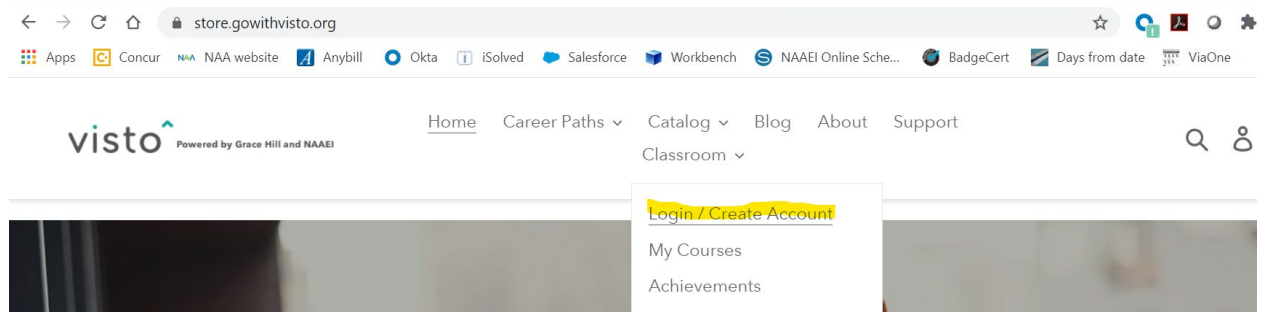 store.gowithvisto.org
Apps Concur NAA NAA website Anybill Okta iSolved Salesforce Workbench NAAEI Online Sche... BadgeCert Days from date ViaOne
visto Powered by Grace Hill and NAAEI
Home Career Paths Catalog Blog About Support
Classroom
Login / Create Account
My Courses
Achievements